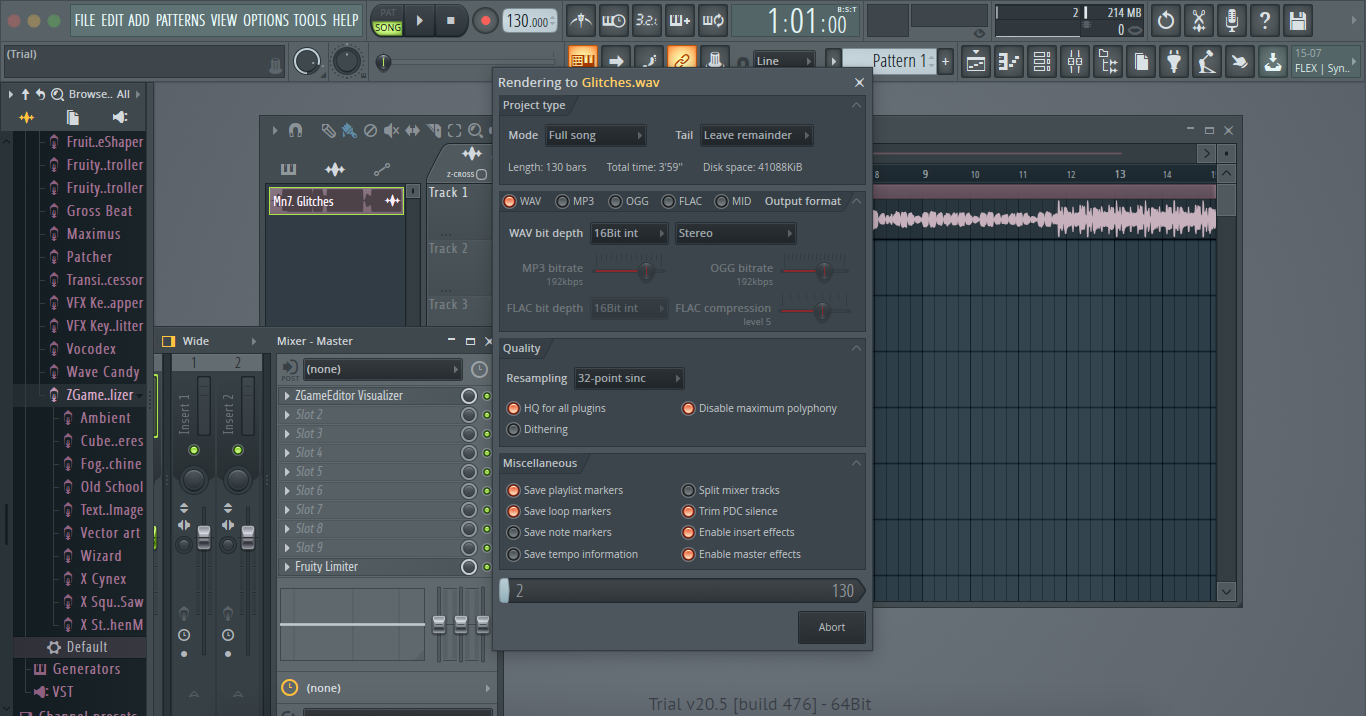 FILE EDIT ADD PATTERNS VIEW OPTIONS TOOLS HELP
PAT
SONG
130.000
3.2.
1:01:00
B:S:T
2
214 MB
0
(Trial)
Line
Pattern 1
+
15-07
FLEX | Syn..
Browse.. All
Fruit..eShaper
Fruity..troller
Fruity..troller
Gross Beat
Maximus
Patcher
Transi..cessor
VFX Ke..apper
VFX Key..litter
Vocodex
Wave Candy
ZGame..lizer
Ambient
Cube..eres
Fog..chine
Old School
Text..Image
Vector art
Wizard
X Cynex
X Squ..Saw
X St..henM
Default
Generators
VST
Channel presets
Z-CROSS
Mn7. Glitches
Track 1
...
Track 2
...
Track 3
8 9 10 11 12 13 14
Wide
1 2
Insert 1
Insert 2
Mixer - Master
POST
(none)
ZGameEditor Visualizer
Slot 2
Slot 3
Slot 4
Slot 5
Slot 6
Slot 7
Slot 8
Slot 9
Fruity Limiter
(none)
Rendering to Glitches.wav
Project type
Mode Full song Tail Leave remainder
Length: 130 bars Total time: 3'59" Disk space: 41088KiB
WAV MP3 OGG FLAC MID Output format
WAV bit depth 16Bit int Stereo
MP3 bitrate OGG bitrate
192kbps 192kbps
FLAC bit depth 16Bit int FLAC compression
level 5
Quality
Resampling 32-point sinc
HQ for all plugins Disable maximum polyphony
Dithering
Miscellaneous
Save playlist markers Split mixer tracks
Save loop markers Trim PDC silence
Save note markers Enable insert effects
Save tempo information Enable master effects
2 130
Abort
Trial v20.5 [build 476] - 64Bit